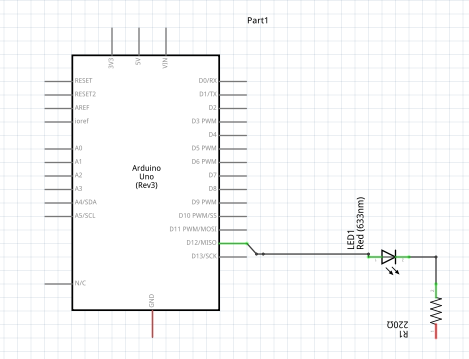 Part1
3V3
5V
VIN
RESET
RESET2
AREF
ioref
A0
A1
A2
A3
A4/SDA
A5/SCL
N/C
Arduino
Uno
(Rev3)
D0/RX
D1/TX
D2
D3 PWM
D4
D5 PWM
D6 PWM
D7
D8
D9 PWM
D10 PWM/SS
D11 PWM/MOSI
D12/MISO
D13/SCK
GND
LED1
Red (633nm)
R1
220Ω